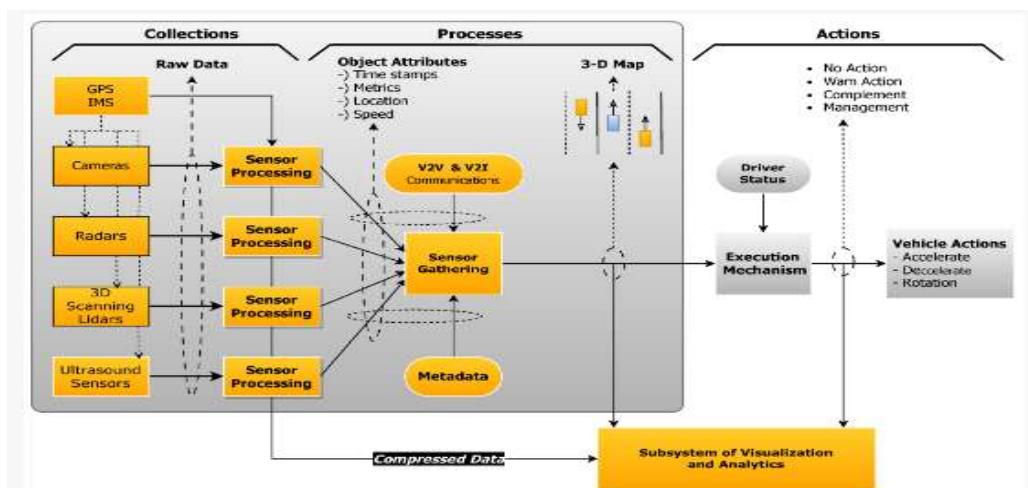 Collections
Processes
Actions
Raw Data
Object Attributes
-) Time stamps
-) Metrics
-) Location
-) Speed
3-D Map
• No Action
• Warn Action
• Complement
• Management
GPS
IMS
Cameras
Sensor
Processing
V2V & V2I
Communications
Driver
Status
Radars
Sensor
Processing
Sensor
Gathering
Execution
Mechanism
Vehicle Actions
- Accelerate
- Deccelerate
- Rotation
3D
Scanning
Lidars
Sensor
Processing
Ultrasound
Sensors
Sensor
Processing
Metadata
Compressed Data
Subsystem of Visualization
and Analytics